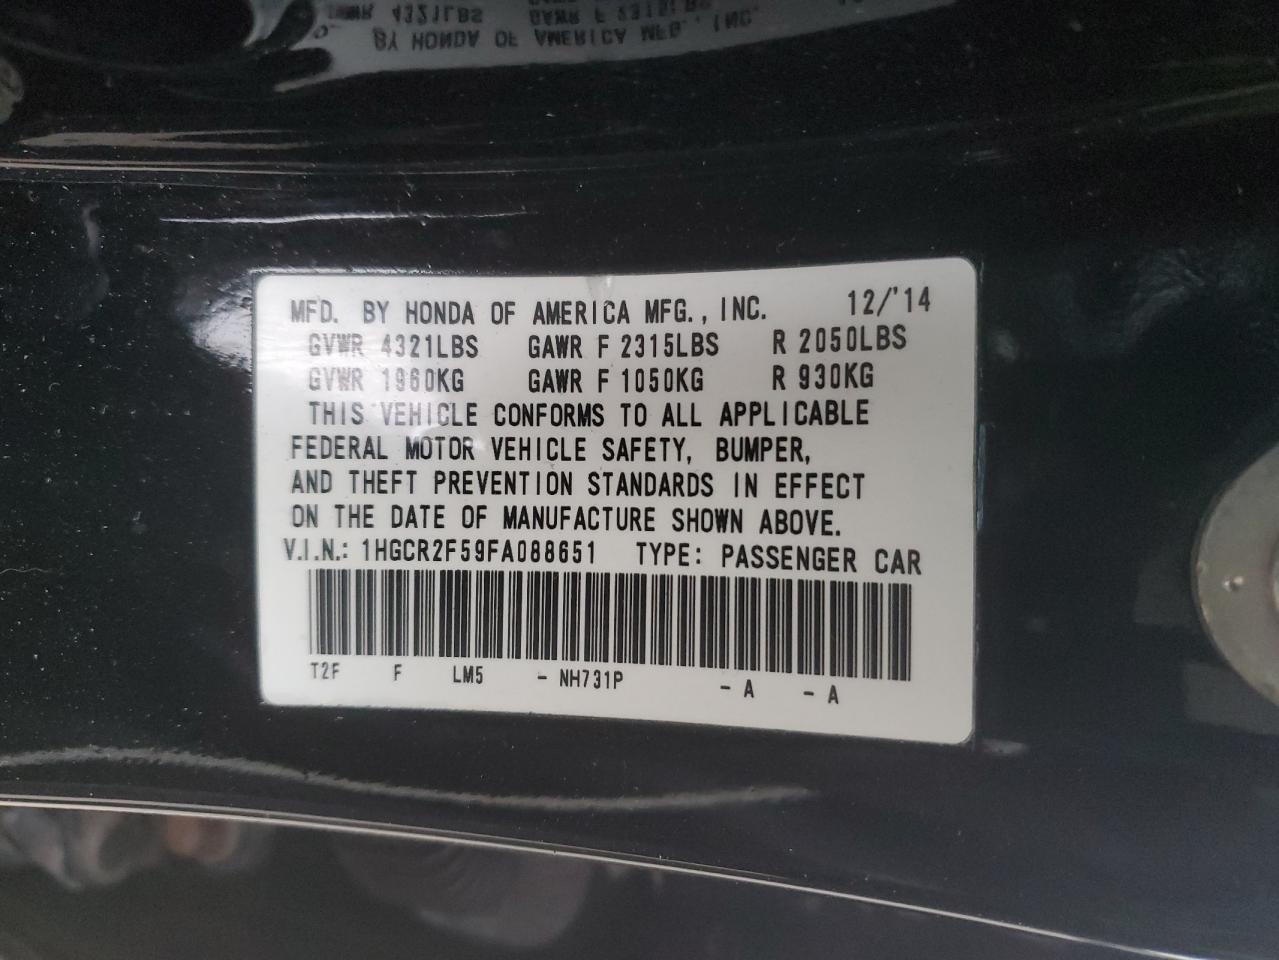 MFD. BY HONDA OF AMERICA MFG., INC. 12/'14
GVWR 4321LBS GAWR F 2315LBS R 2050LBS
GVWR 1960KG GAWR F 1050KG R 930KG
THIS VEHICLE CONFORMS TO ALL APPLICABLE
FEDERAL MOTOR VEHICLE SAFETY, BUMPER,
AND THEFT PREVENTION STANDARDS IN EFFECT
ON THE DATE OF MANUFACTURE SHOWN ABOVE.
V.I.N.: 1HGCR2F59FA088651 TYPE: PASSENGER CAR
T2F F LM5 - NH731P - A - A